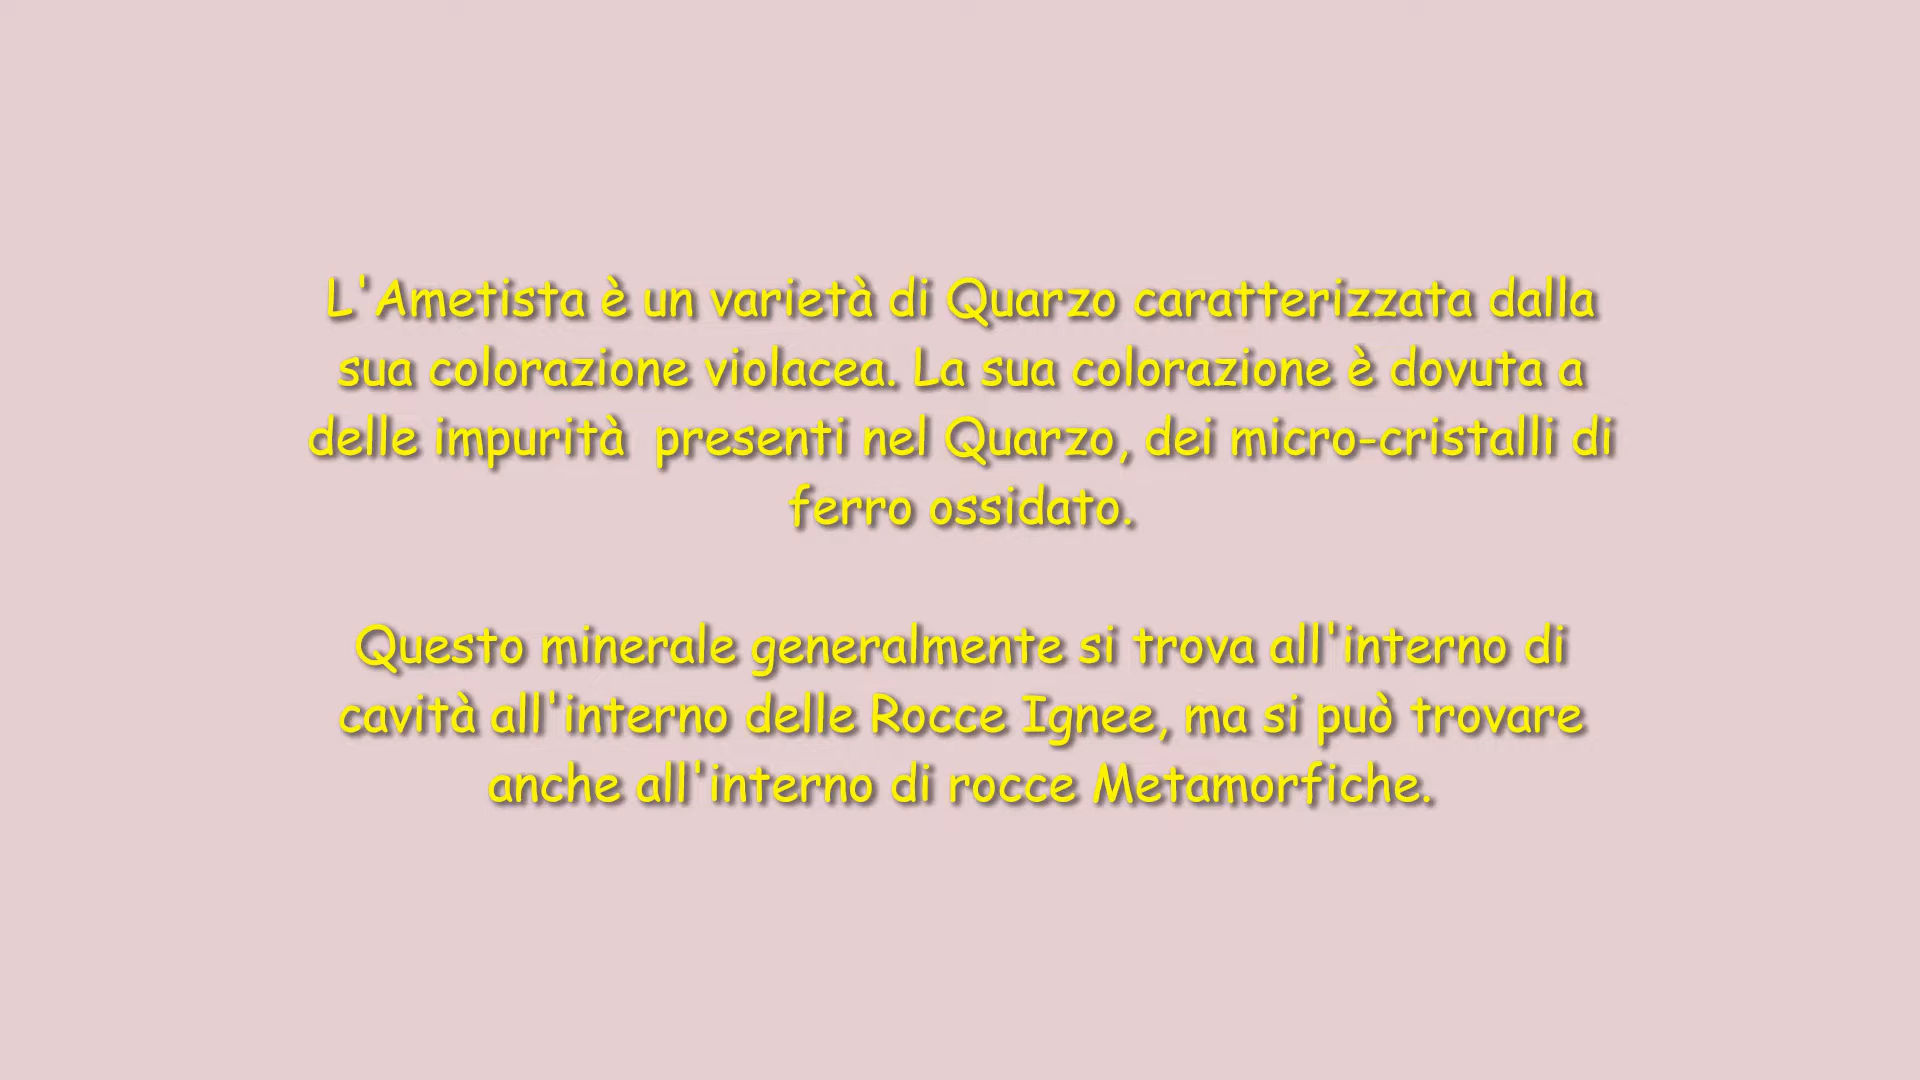 L'Ametista è un varietà di Quarzo caratterizzata dalla
sua colorazione violacea. La sua colorazione è dovuta a
delle impurità  presenti nel Quarzo, dei micro-cristalli di
ferro ossidato.
Questo minerale generalmente si trova all'interno di
cavità all'interno delle Rocce Ignee, ma si può trovare
anche all'interno di rocce Metamorfiche.